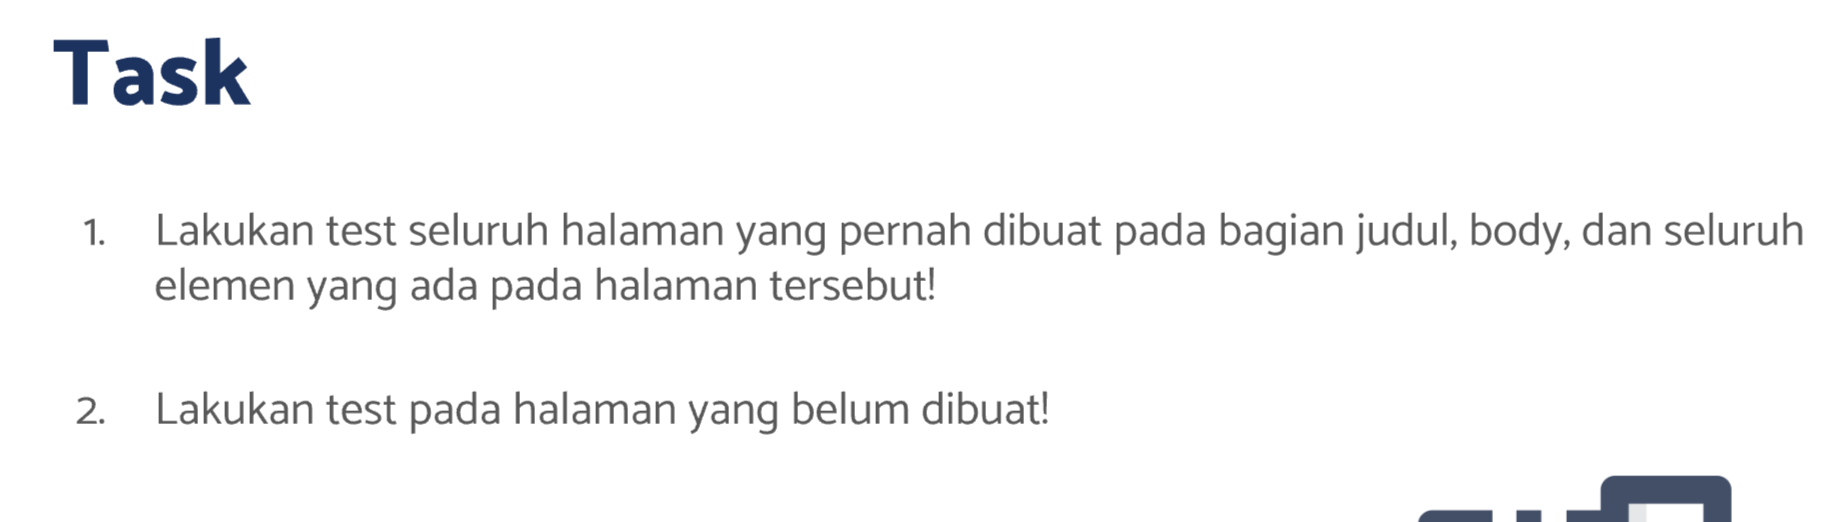 Task
1. Lakukan test seluruh halaman yang pernah dibuat pada bagian judul, body, dan seluruh
elemen yang ada pada halaman tersebut!
2. Lakukan test pada halaman yang belum dibuat!